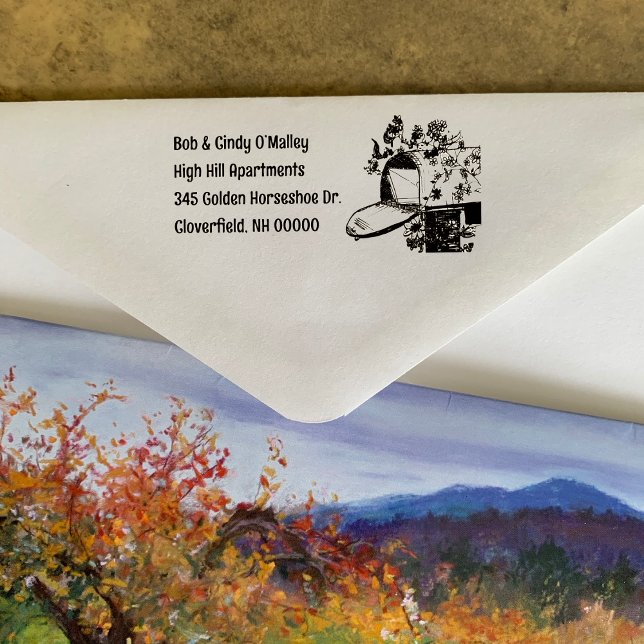 Bob & Cindy O'Malley
High Hill Apartments
345 Golden Horseshoe Dr.
Cloverfield, NH 00000